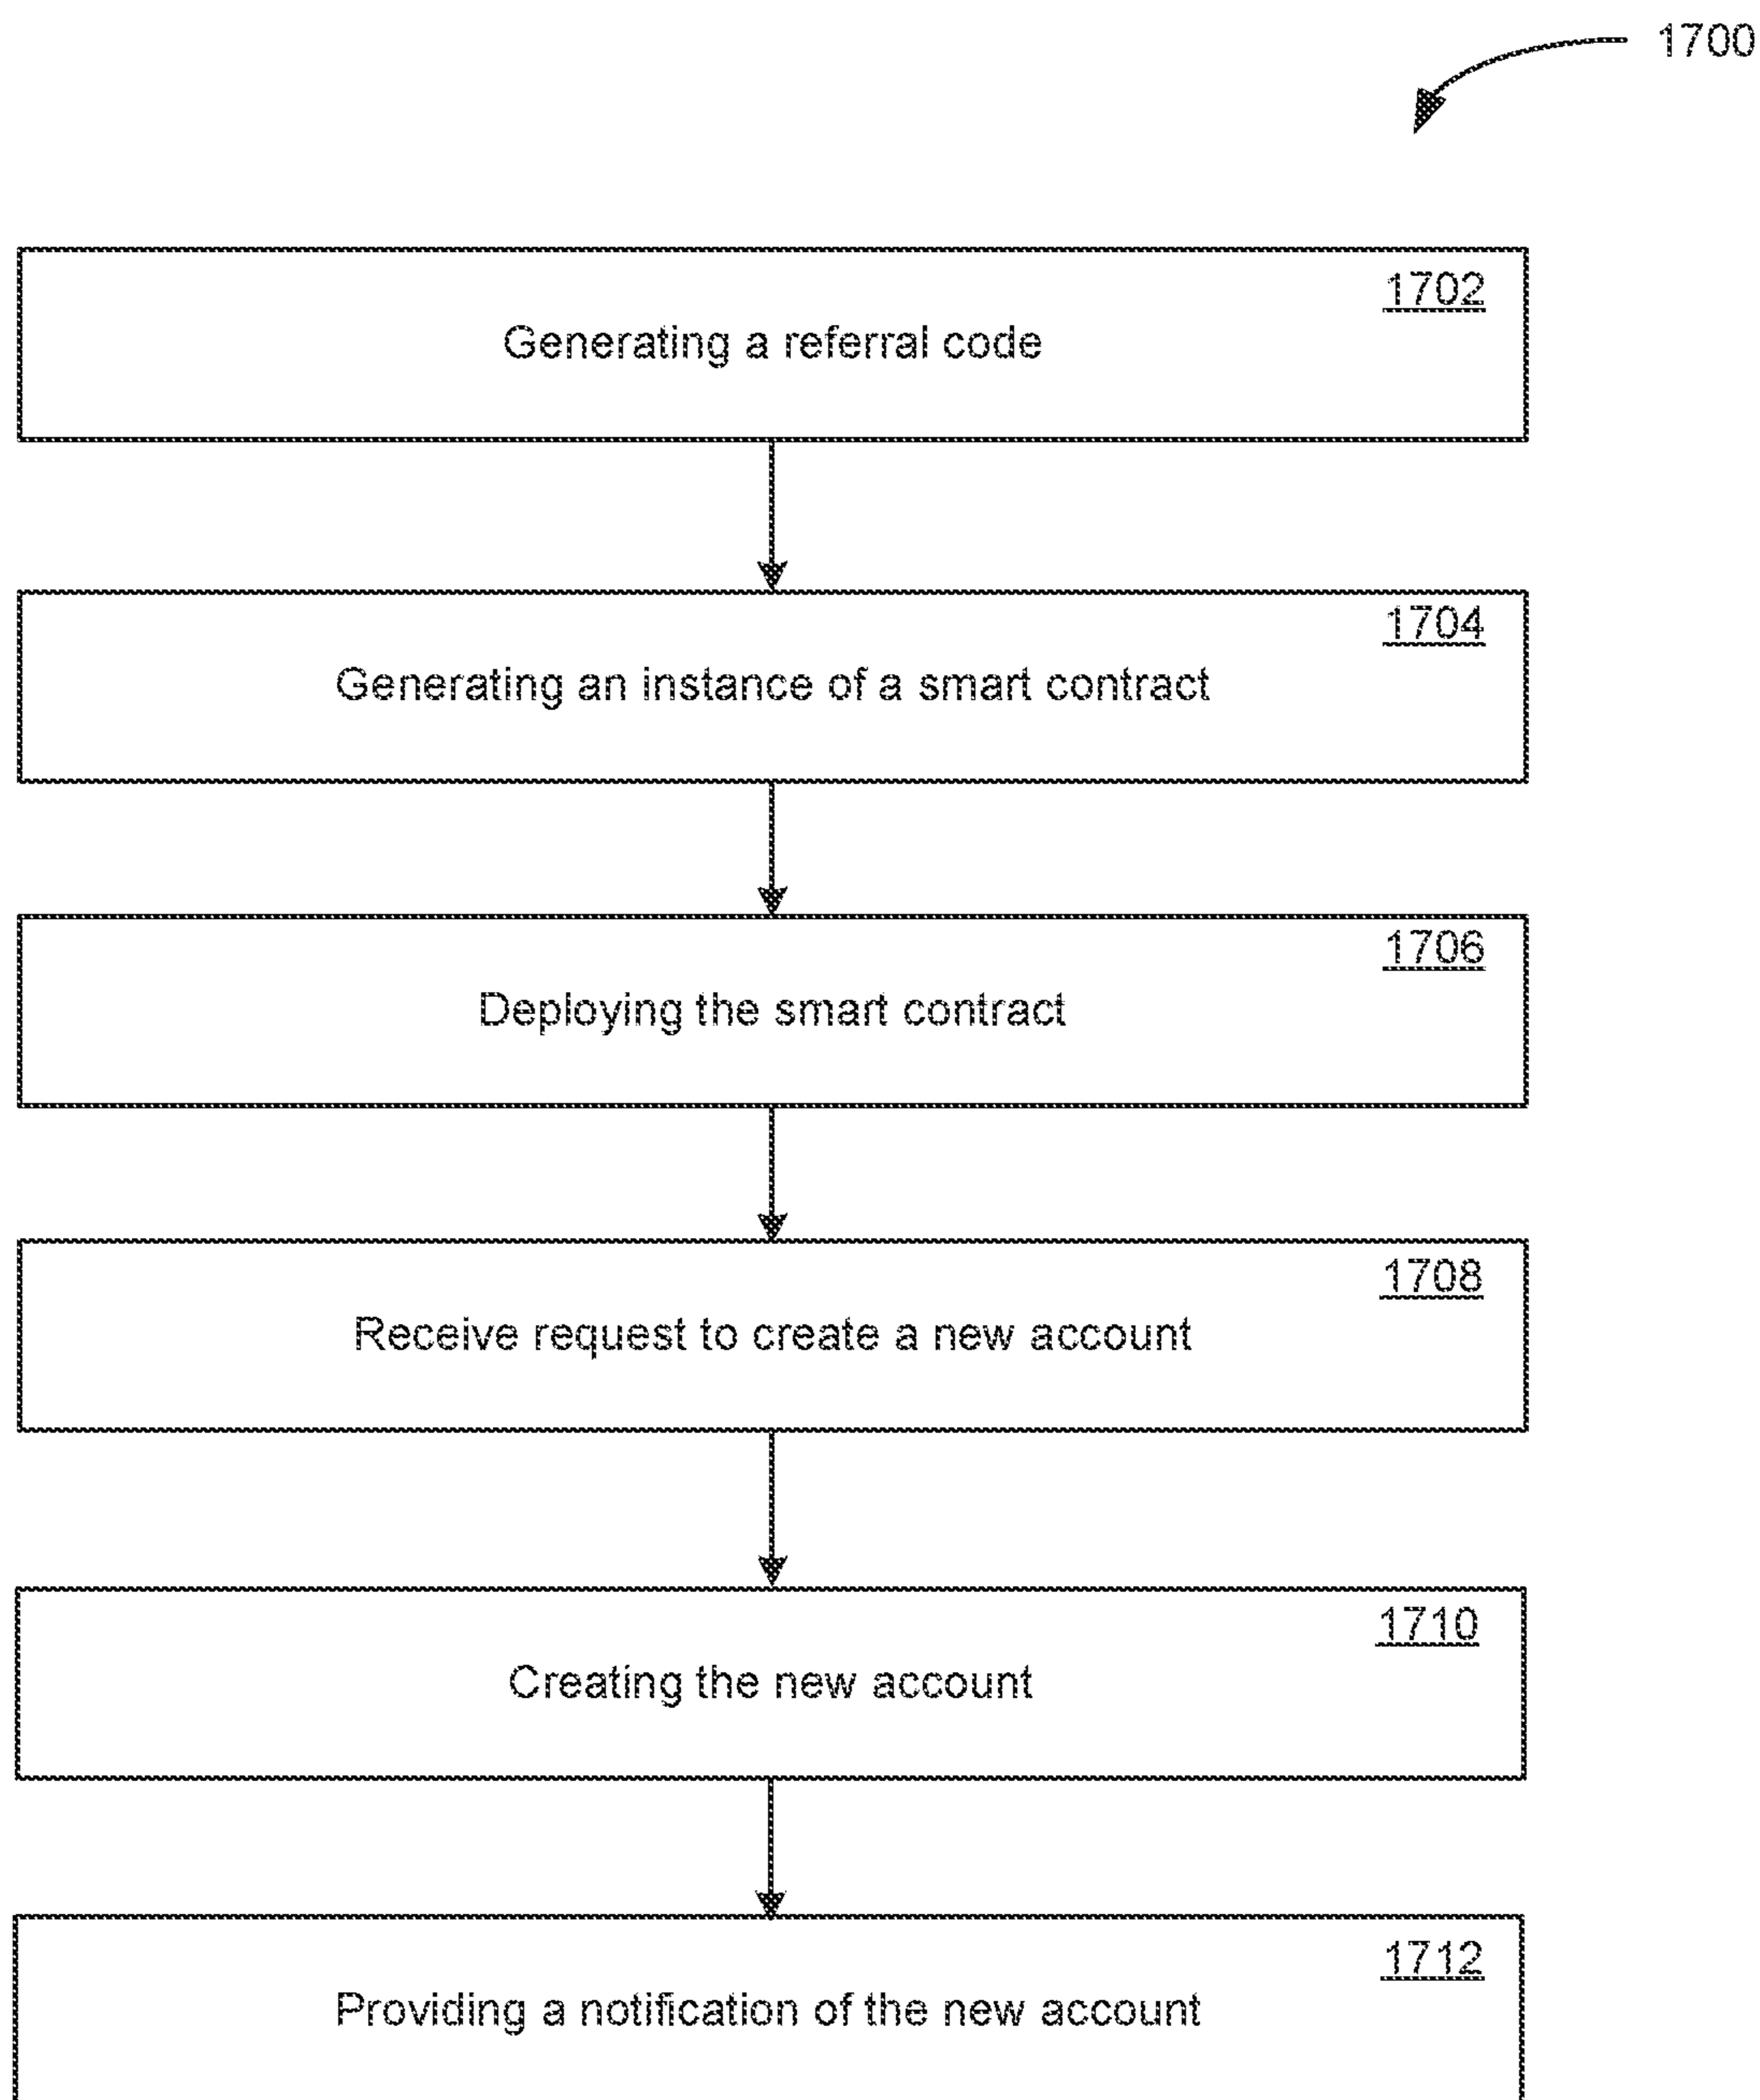 1700
1702
Generating a referral code
1704
Generating an instance of a smart contract
1706
Deploying the smart contract
1708
Receive request to create a new account
1710
Creating the new account
1712
Providing a notification of the new account